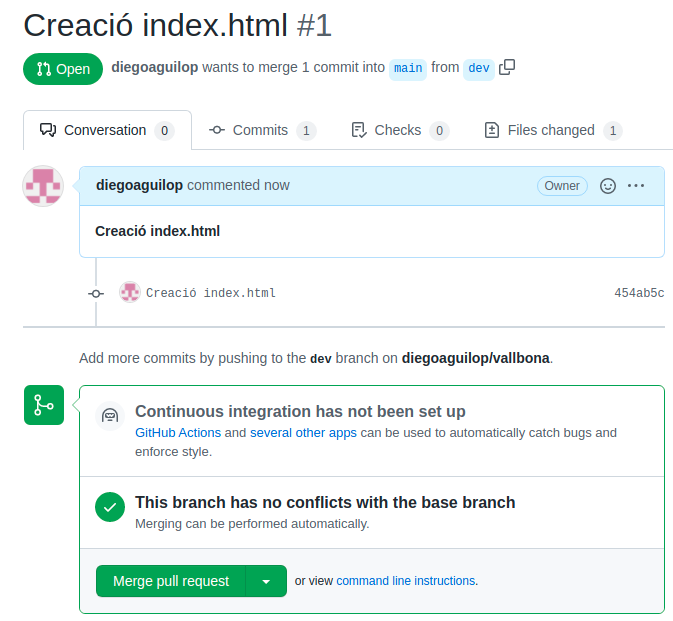 Creació index.html #1
Open diegoaguilop wants to merge 1 commit into main from dev
Conversation 0 Commits 1 Checks 0 Files changed 1
diegoaguilop commented now Owner
Creació index.html
Creació index.html 454ab5c
Add more commits by pushing to the dev branch on diegoaguilop/vallbona.
Continuous integration has not been set up
GitHub Actions and several other apps can be used to automatically catch bugs and
enforce style.
This branch has no conflicts with the base branch
Merging can be performed automatically.
Merge pull request or view command line instructions.